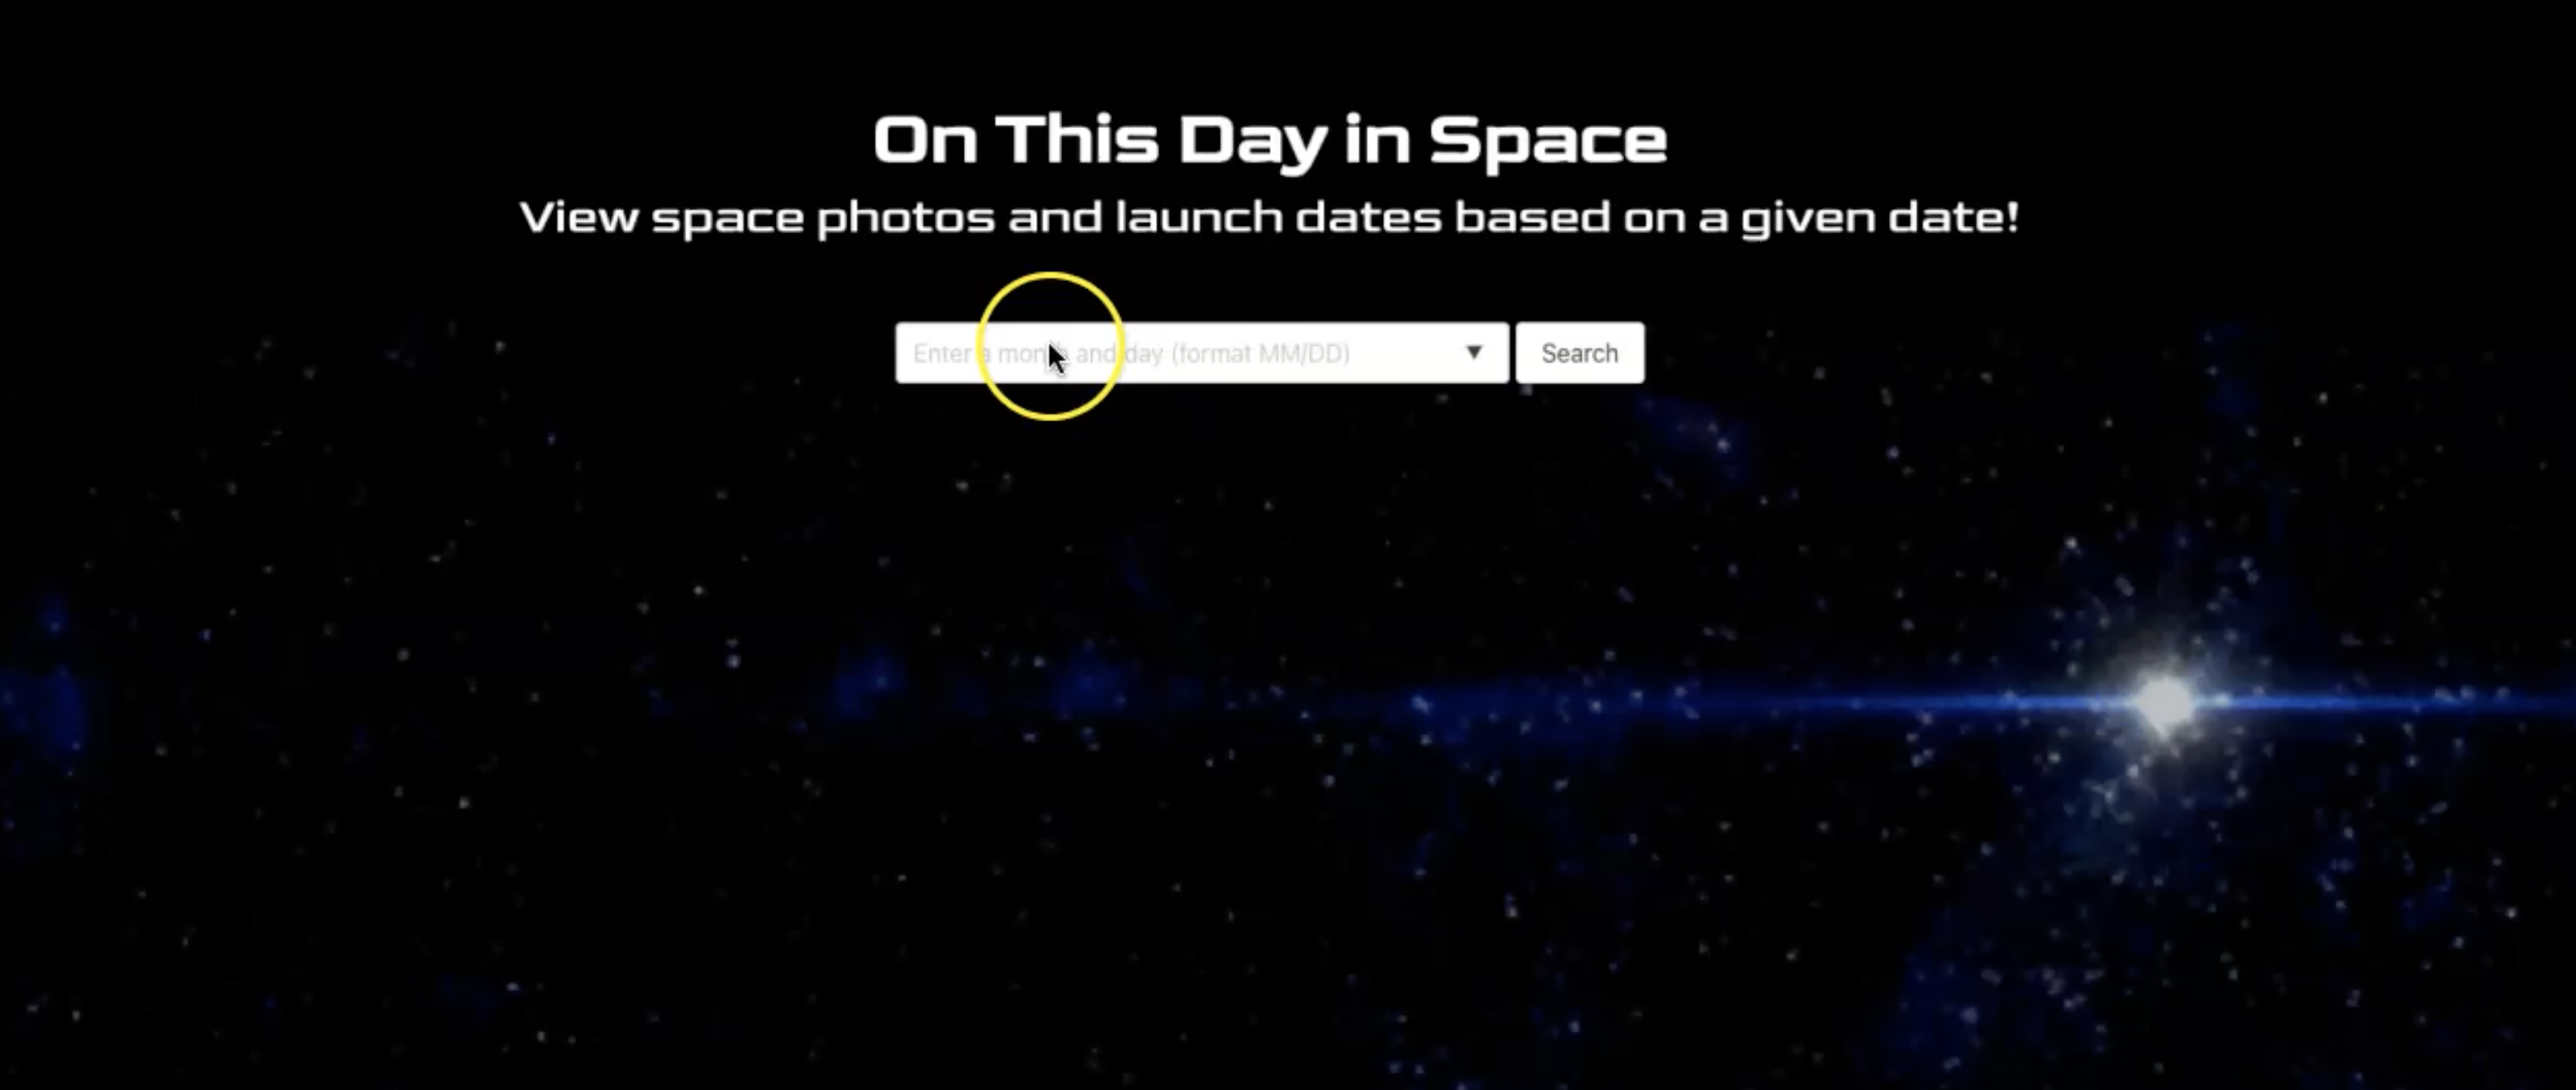 On This Day in Space
View space photos and launch dates based on a given date!
Enter a month and day (format MM/DD)
Search